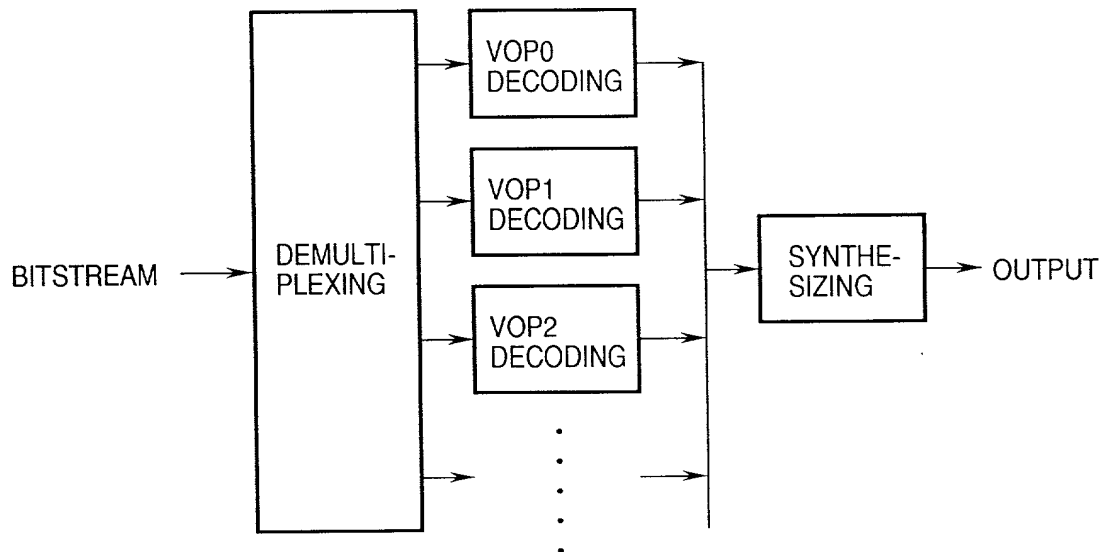 VOP0
DECODING
VOP1
DECODING
BITSTREAM
DEMULTI-
PLEXING
VOP2
DECODING
SYNTHE-
SIZING
OUTPUT